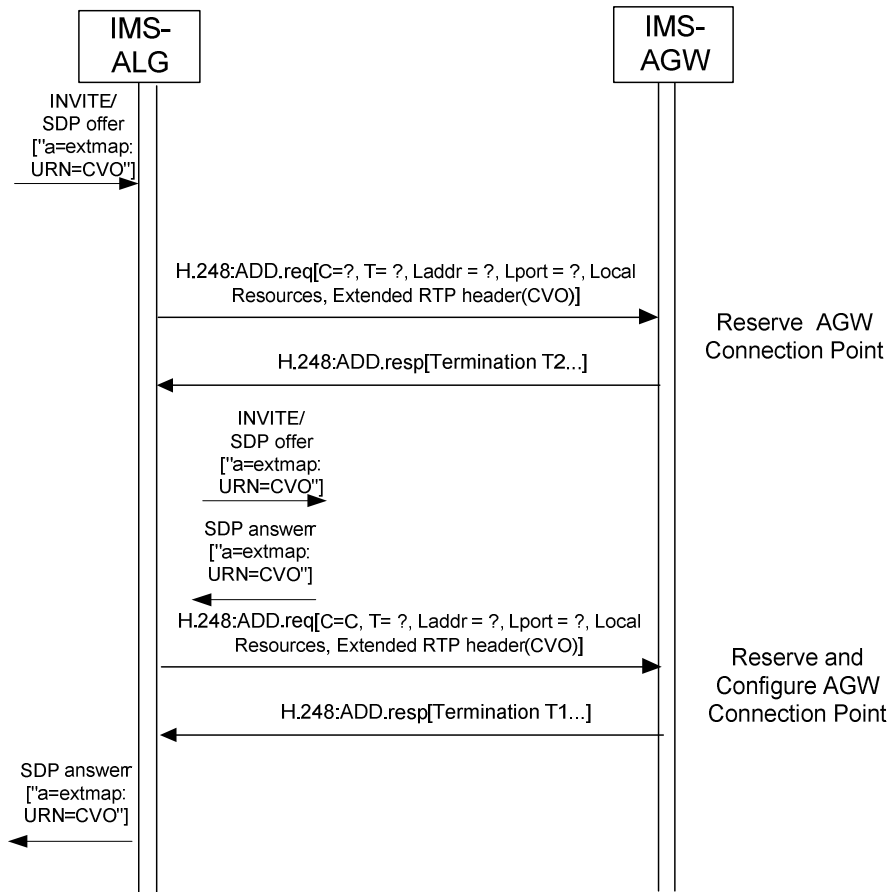 IMS-
ALG
IMS-
AGW
INVITE/
SDP offer
["a=extmap:
URN=CVO"]
H.248:ADD.req[C=?, T= ?, Laddr = ?, Lport = ?, Local
Resources, Extended RTP header(CVO)]
Reserve AGW
Connection Point
H.248:ADD.resp[Termination T2...]
INVITE/
SDP offer
["a=extmap:
URN=CVO"]
SDP answerr
["a=extmap:
URN=CVO"]
H.248:ADD.req[C=C, T= ?, Laddr = ?, Lport = ?, Local
Resources, Extended RTP header(CVO)]
Reserve and
Configure AGW
Connection Point
H.248:ADD.resp[Termination T1...]
SDP answerr
["a=extmap:
URN=CVO"]